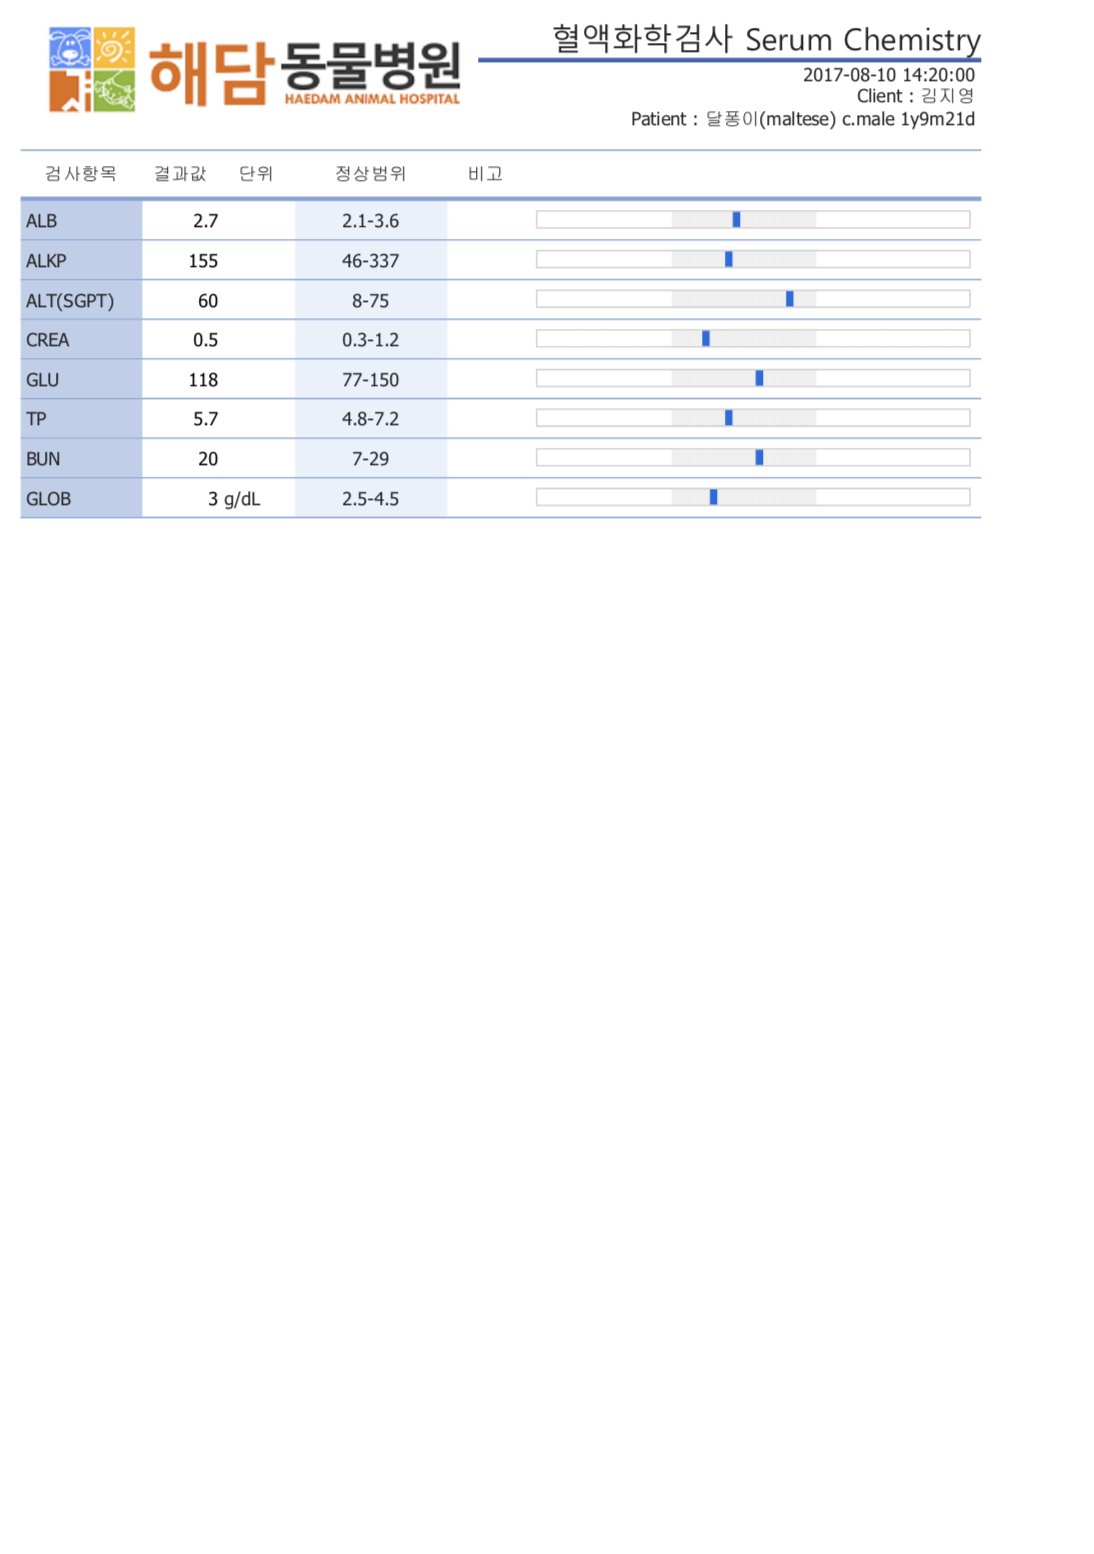 해담동물병원
HAEDAM ANIMAL HOSPITAL
혈액화학검사 Serum Chemistry
2017-08-10 14:20:00
Client : 김지영
Patient : 달퐁이(maltese) c.male 1y9m21d
검사항목 결과값 단위 정상범위 비고
ALB 2.7 2.1-3.6
ALKP 155 46-337
ALT(SGPT) 60 8-75
CREA 0.5 0.3-1.2
GLU 118 77-150
TP 5.7 4.8-7.2
BUN 20 7-29
GLOB 3 g/dL 2.5-4.5